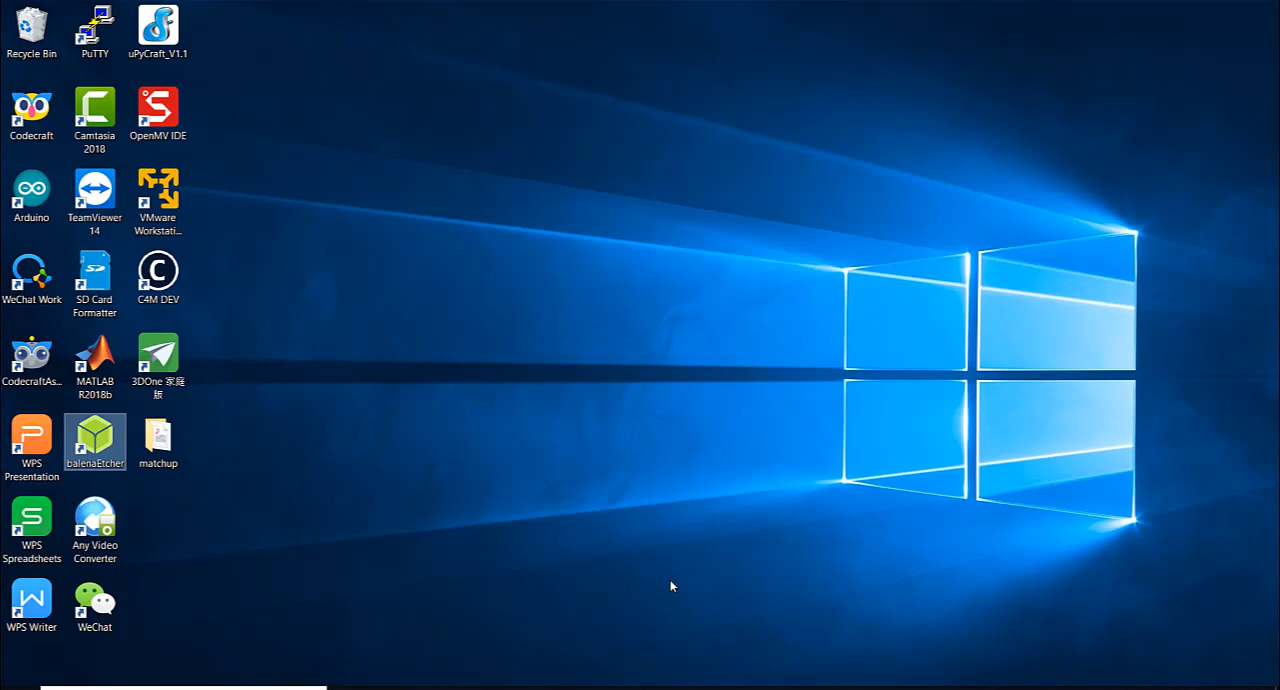 Recycle Bin
PuTTY
uPyCraft_V1.1
Codecraft
Camtasia
2018
OpenMV IDE
Arduino
TeamViewer
14
VMware
Workstati...
WeChat Work
SD
SD Card
Formatter
C
C4M DEV
CodecraftAs...
MATLAB
R2018b
3DOne 家庭
版
P
WPS
Presentation
balenaEtcher
matchup
S
WPS
Spreadsheets
Any Video
Converter
W
WPS Writer
WeChat